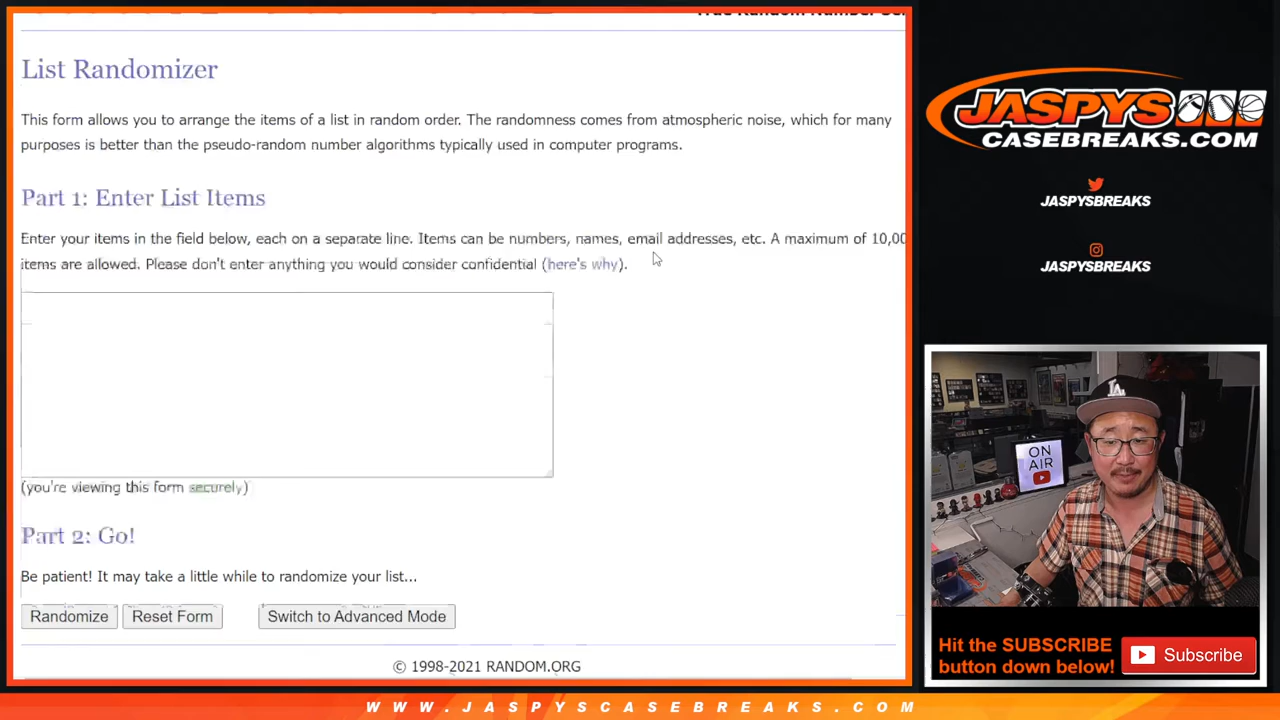 List Randomizer
This form allows you to arrange the items of a list in random order. The randomness comes from atmospheric noise, which for many
purposes is better than the pseudo-random number algorithms typically used in computer programs.
Part 1: Enter List Items
Enter your items in the field below, each on a separate line. Items can be numbers, names, email addresses, etc. A maximum of 10,00
items are allowed. Please don't enter anything you would consider confidential (here's why).
(you're viewing this form securely)
Part 2: Go!
Be patient! It may take a little while to randomize your list...
Randomize Reset Form Switch to Advanced Mode
© 1998-2021 RANDOM.ORG
JASPYS
CASEBREAKS.COM
JASPYSBREAKS
JASPYSBREAKS
LA
ON
AIR
Hit the SUBSCRIBE
button down below!
Subscribe
WWW.JASPYSCASEBREAKS.COM